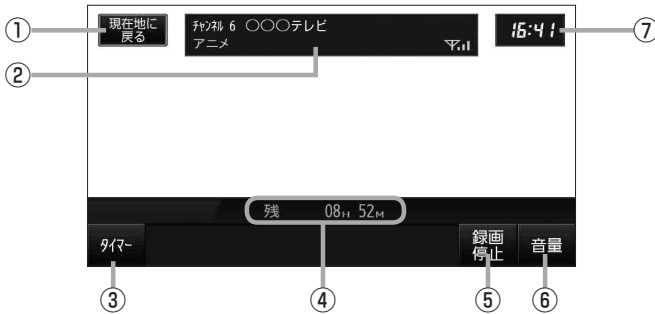 ① 現在地に
戻る
チャンネル 6 ○○○テレビ
アニメ
16:41 ⑦
②
残 08H 52M
タイマー
録画
停止
音量
③ ④ ⑤ ⑥